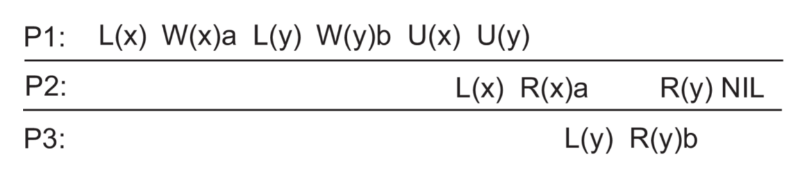 P1: L(x) W(x)a L(y) W(y)b U(x) U(y)
P2: L(x) R(x)a R(y) NIL
P3: L(y) R(y)b